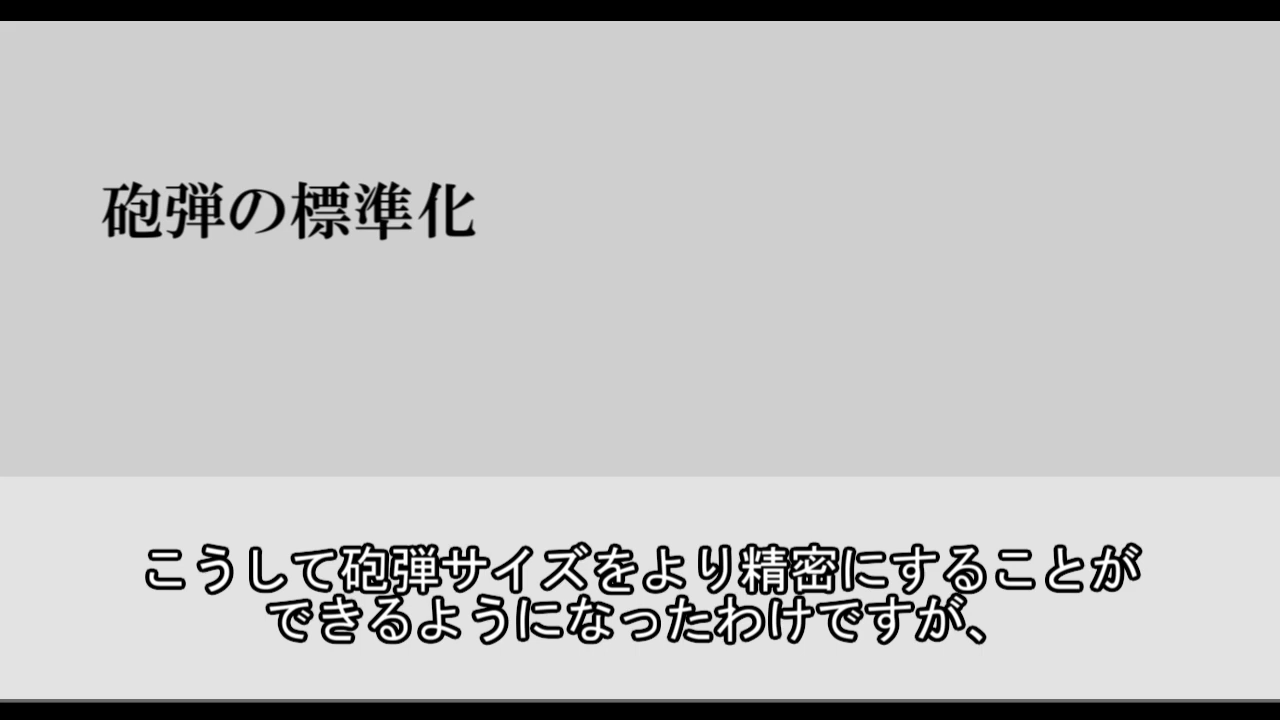 砲弾の標準化
こうして砲弾サイズをより精密にすることが
できるようになったわけですが、